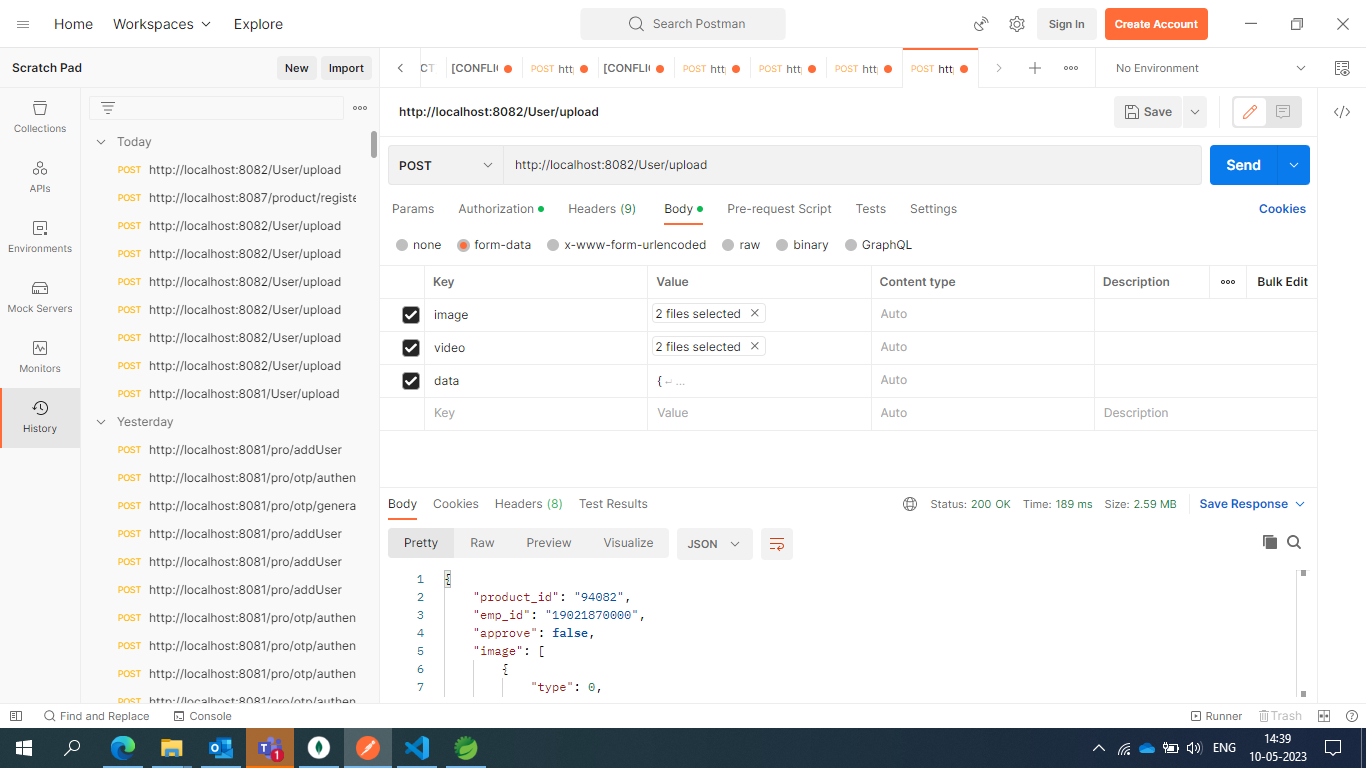 Home Workspaces Explore Search Postman Sign In Create Account
Scratch Pad New Import
CT [CONFLIC POST htt [CONFLIC POST htt POST htt POST htt POST htt No Environment
http://localhost:8082/User/upload Save
Collections
APIs
Environments
Mock Servers
Monitors
History
Today
POST http://localhost:8082/User/upload
POST http://localhost:8087/product/registe
POST http://localhost:8082/User/upload
POST http://localhost:8082/User/upload
POST http://localhost:8082/User/upload
POST http://localhost:8082/User/upload
POST http://localhost:8082/User/upload
POST http://localhost:8082/User/upload
POST http://localhost:8081/User/upload
Yesterday
POST http://localhost:8081/pro/addUser
POST http://localhost:8081/pro/otp/authen
POST http://localhost:8081/pro/otp/genera
POST http://localhost:8081/pro/addUser
POST http://localhost:8081/pro/addUser
POST http://localhost:8081/pro/addUser
POST http://localhost:8081/pro/otp/authen
POST http://localhost:8081/pro/otp/authen
POST http://localhost:8081/pro/otp/authen
POST http://localhost:8081/pro/otp/authen
POST http://localhost:8082/User/upload Send
Params Authorization Headers (9) Body Pre-request Script Tests Settings Cookies
none form-data x-www-form-urlencoded raw binary GraphQL
Key Value Content type Description Bulk Edit
image 2 files selected Auto
video 2 files selected Auto
data { ↵ ... Auto
Key Value Auto Description
Body Cookies Headers (8) Test Results Status: 200 OK Time: 189 ms Size: 2.59 MB Save Response
Pretty Raw Preview Visualize JSON
1 {
2 "product_id": "94082",
3 "emp_id": "19021870000",
4 "approve": false,
5 "image": [
6 {
7 "type": 0,
Find and Replace Console Runner Trash
1 ENG 14:39
10-05-2023